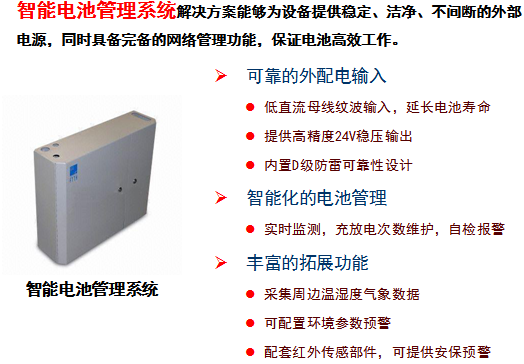 智能电池管理系统解决方案能够为设备提供稳定、洁净、不间断的外部
电源，同时具备完备的网络管理功能，保证电池高效工作。
可靠的外配电输入
低直流母线纹波输入，延长电池寿命
提供高精度24V稳压输出
内置D级防雷可靠性设计
智能化的电池管理
实时监测，充放电次数维护，自检报警
丰富的拓展功能
采集周边温湿度气象数据
可配置环境参数预警
配套红外传感部件，可提供安保预警
智能电池管理系统